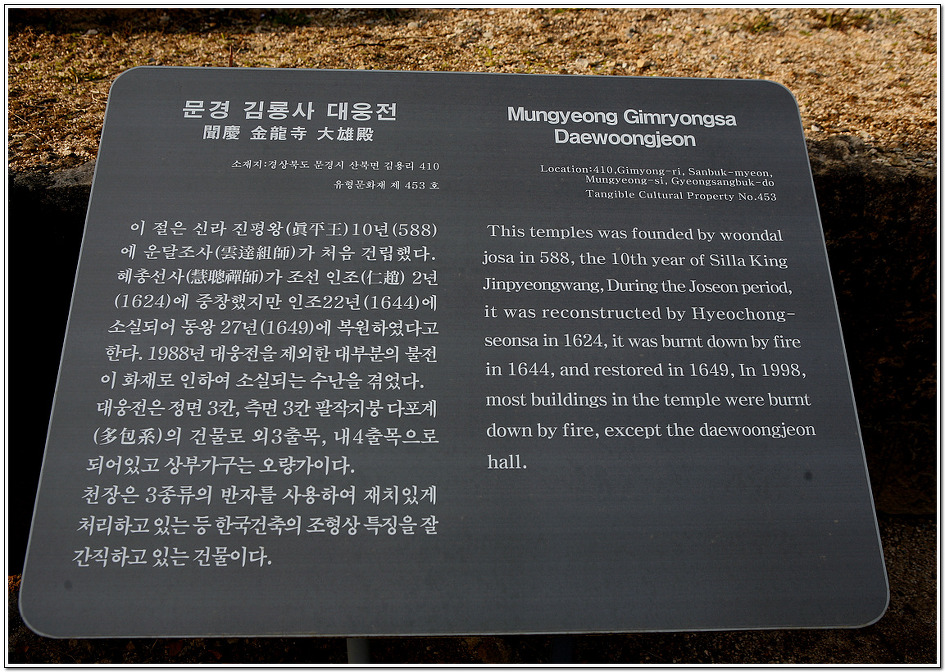 문경 김룡사 대웅전
聞慶 金龍寺 大雄殿
소재지:경상북도 문경시 산북면 김용리 410
유형문화재 제 453 호
이 절은 신라 진평왕(眞平王)10년(588)
에 운달조사(雲達組師)가 처음 건립했다.
혜총선사(慧聰禪師)가 조선 인조(仁趙) 2년
(1624)에 중창했지만 인조22년(1644)에
소실되어 동왕 27년(1649)에 복원하였다고
한다. 1988년 대웅전을 제외한 대부분의 불전
이 화재로 인하여 소실되는 수난을 겪었다.
대웅전은 정면 3칸, 측면 3칸 팔작지붕 다포계
(多包系)의 건물로 외3출목, 내4출목으로
되어있고 상부가구는 오량가이다.
천장은 3종류의 반자를 사용하여 재치있게
처리하고 있는 등 한국건축의 조형상 특징을 잘
간직하고 있는 건물이다.
Mungyeong Gimryongsa
Daewoongjeon
Location:410,Gimyong-ri, Sanbuk-myeon,
Mungyeong-si, Gyeongsangbuk-do
Tangible Cultural Property No.453
This temples was founded by woondal
josa in 588, the 10th year of Silla King
Jinpyeongwang, During the Joseon period,
it was reconstructed by Hyeochong-
seonsa in 1624, it was burnt down by fire
in 1644, and restored in 1649, In 1998,
most buildings in the temple were burnt
down by fire, except the daewoongjeon
hall.